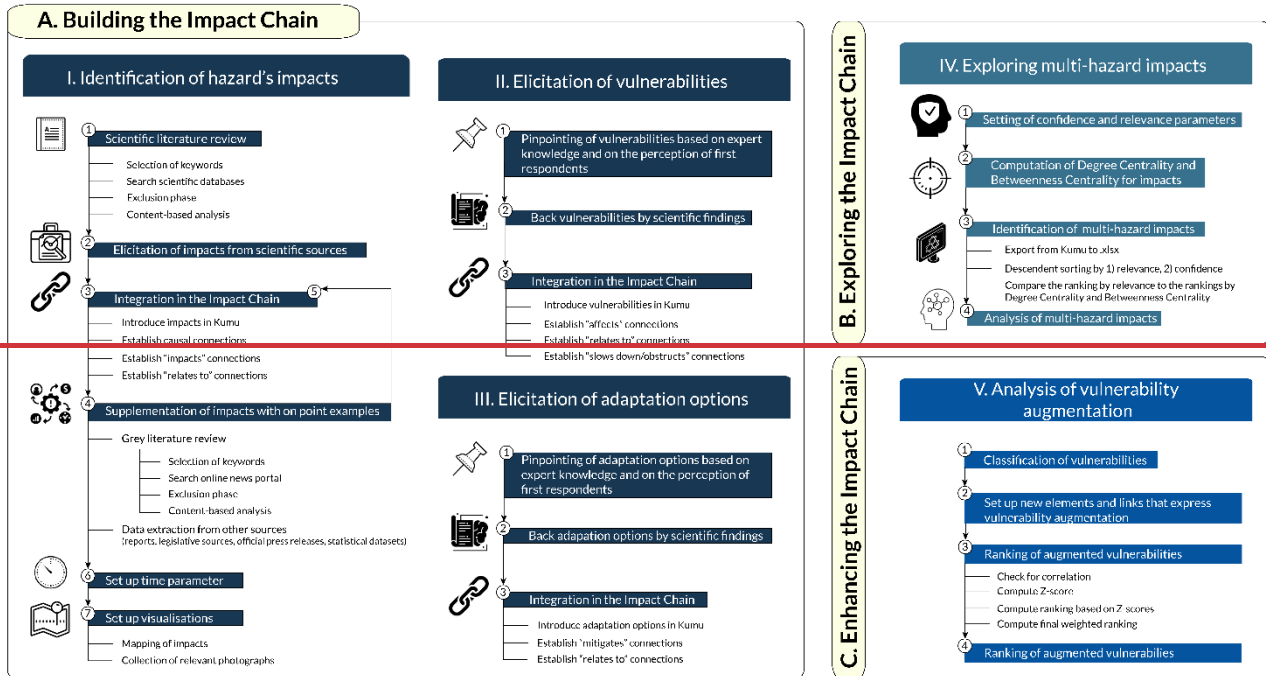 A. Building the Impact Chain
I. Identification of hazard's impacts
1
Scientific literature review
Selection of keywords
Search scientific databases
Exclusion phase
Content-based analysis
2
Elicitation of impacts from scientific sources
3
Integration in the Impact Chain
5
Introduce impacts in Kumu
Establish causal connections
Establish "impacts" connections
Establish "relates to" connections
4
Supplementation of impacts with on point examples
Grey literature review
Selection of keywords
Search online news portal
Exclusion phase
Content-based analysis
Data extraction from other sources
(reports, legislative sources, official press releases, statistical datasets)
6
Set up time parameter
7
Set up visualisations
Mapping of impacts
Collection of relevant photographs
II. Elicitation of vulnerabilities
1
Pinpointing of vulnerabilities based on expert
knowledge and on the perception of first
respondents
2
Back vulnerabilities by scientific findings
3
Integration in the Impact Chain
Introduce vulnerabilities in Kumu
Establish "affects" connections
Establish "relates to" connections
Establish "slows down/obstructs" connections
III. Elicitation of adaptation options
1
Pinpointing of adaptation options based on
expert knowledge and on the perception of
first respondents
2
Back adapation options by scientific findings
3
Integration in the Impact Chain
Introduce adaptation options in Kumu
Establish "mitigates" connections
Establish "relates to" connections
B. Exploring the Impact Chain
IV. Exploring multi-hazard impacts
1
Setting of confidence and relevance parameters
2
Computation of Degree Centrality and
Betweenness Centrality for impacts
3
Identification of multi-hazard impacts
Export from Kumu to .xlsx
Descendent sorting by 1) relevance, 2) confidence
Compare the ranking by relevance to the rankings by
Degree Centrality and Betweenness Centrality
4
Analysis of multi-hazard impacts
C. Enhancing the Impact Chain
V. Analysis of vulnerability
augmentation
1
Classification of vulnerabilities
2
Set up new elements and links that express
vulnerability augmentation
3
Ranking of augmented vulnerabilities
Check for correlation
Compute Z-score
Compute ranking based on Z scores
Compute final weighted ranking
4
Ranking of augmented vulnerabilies